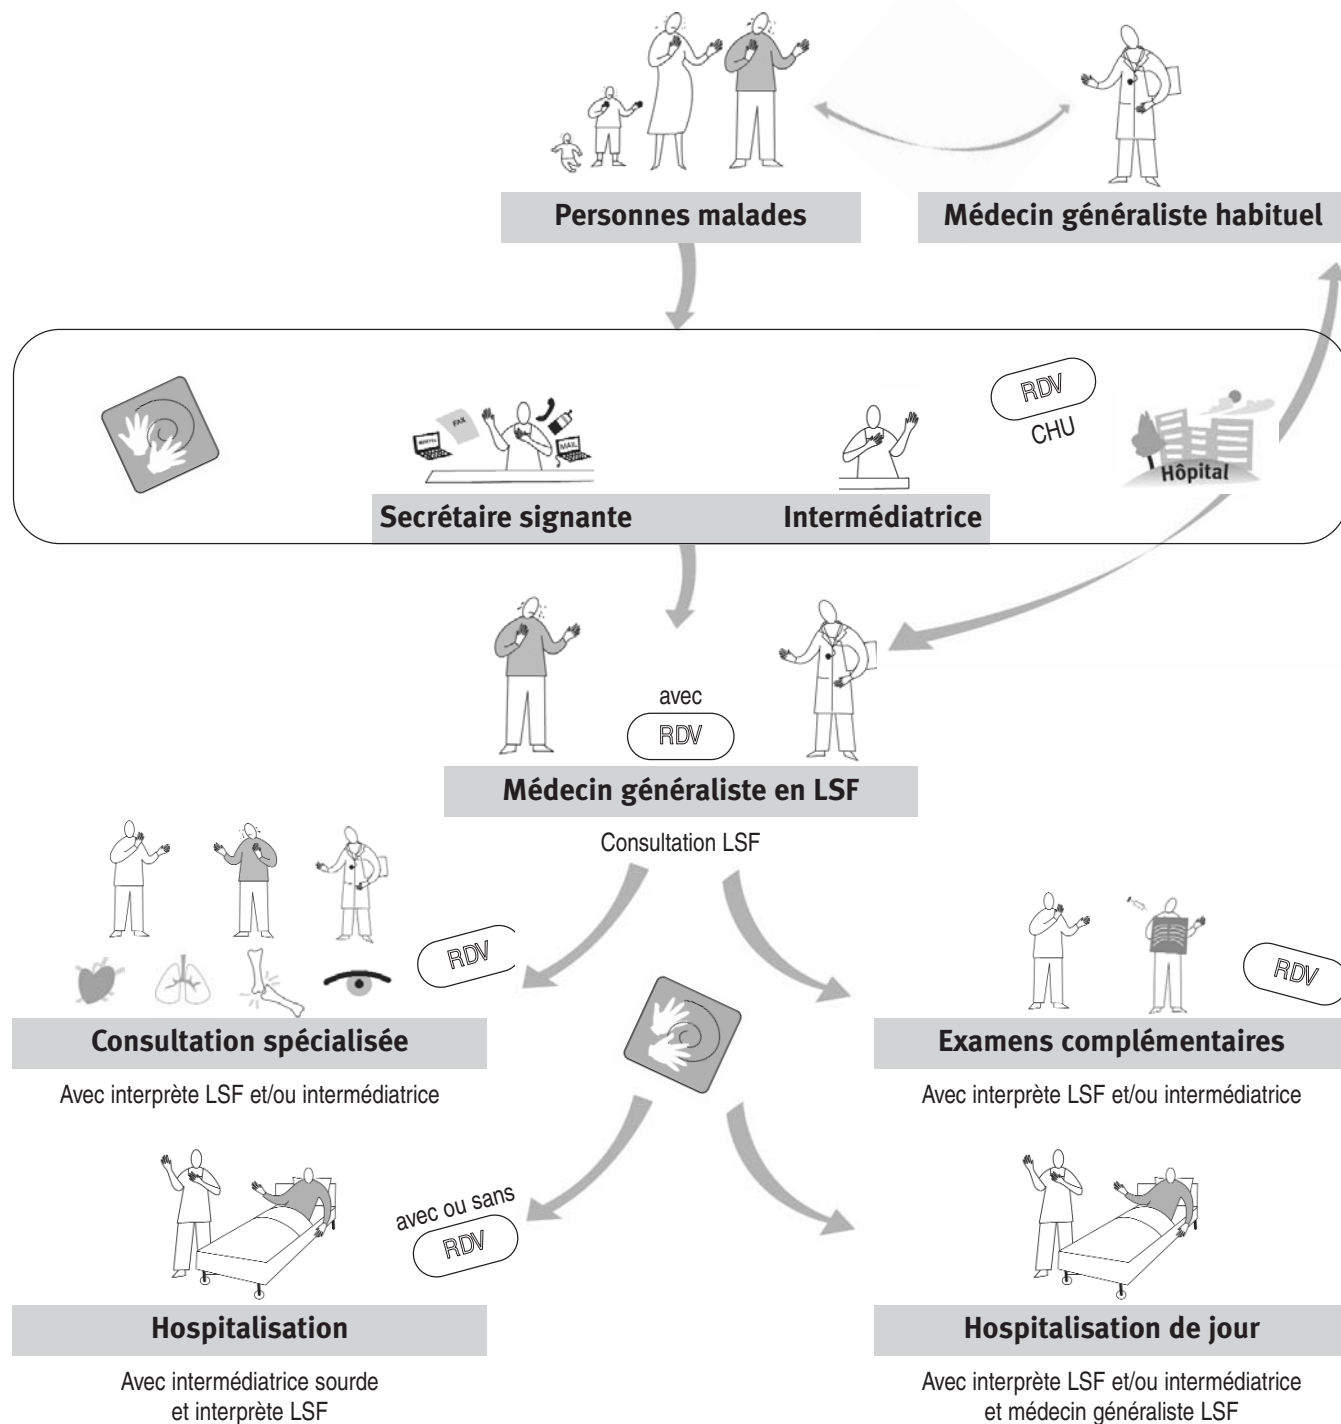 Personnes malades
Médecin généraliste habituel
RDV
CHU
FAX
MAIL
Hôpital
Secrétaire signante
Intermédiatrice
avec
RDV
Médecin généraliste en LSF
Consultation LSF
RDV
RDV
Consultation spécialisée
Examens complémentaires
Avec interprète LSF et/ou intermédiatrice
Avec interprète LSF et/ou intermédiatrice
avec ou sans
RDV
Hospitalisation
Hospitalisation de jour
Avec intermédiatrice sourde
et interprète LSF
Avec interprète LSF et/ou intermédiatrice
et médecin généraliste LSF